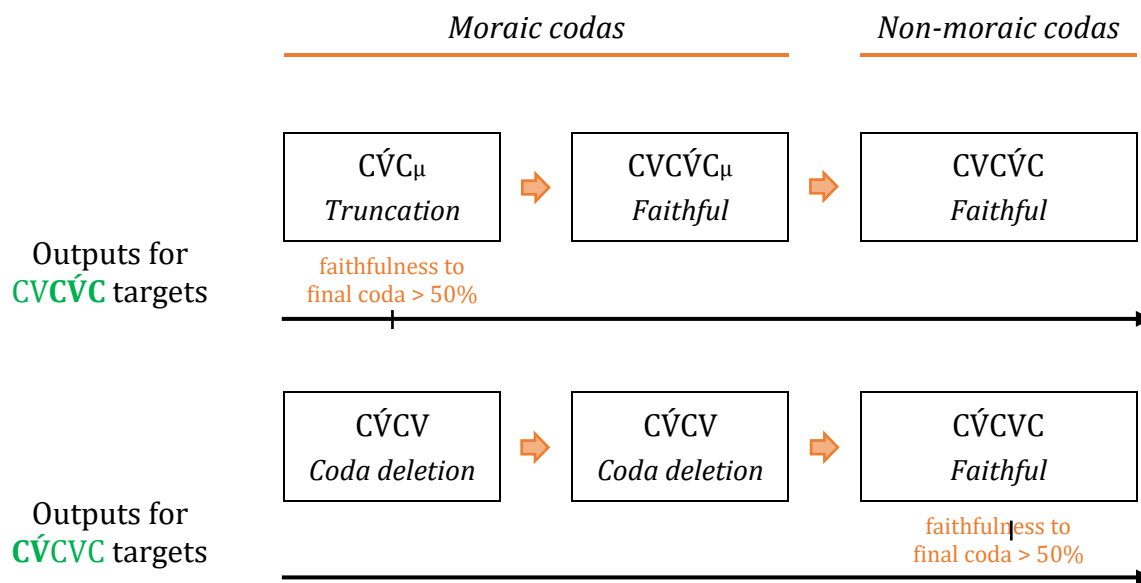 Moraic codas
Non-moraic codas
CV́Cμ
Truncation
CVCV́Cμ
Faithful
CVCV́C
Faithful
Outputs for
CVCV́C targets
faithfulness to
final coda > 50%
CV́CV
Coda deletion
CV́CV
Coda deletion
CV́CVC
Faithful
Outputs for
CV́CVC targets
faithfulness to
final coda > 50%